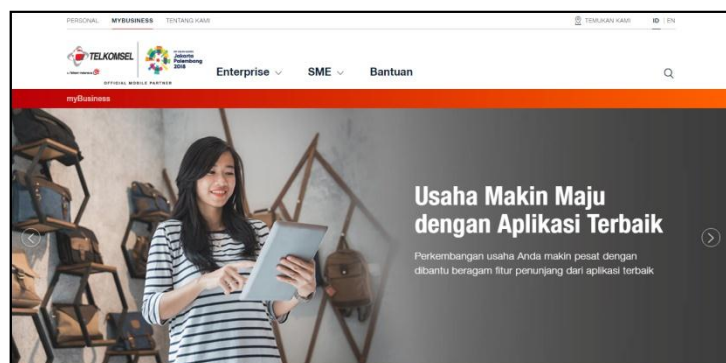 PERSONAL MYBUSINESS TENTANG KAMI
TEMUKAN KAMI ID | EN
TELKOMSEL
Jakarta
Palembang
2018
OFFICIAL MOBILE PARTNER
Enterprise SME Bantuan
myBusiness
Usaha Makin Maju
dengan Aplikasi Terbaik
Perkembangan usaha Anda makin pesat dengan
dibantu beragam fitur penunjang dari aplikasi terbaik